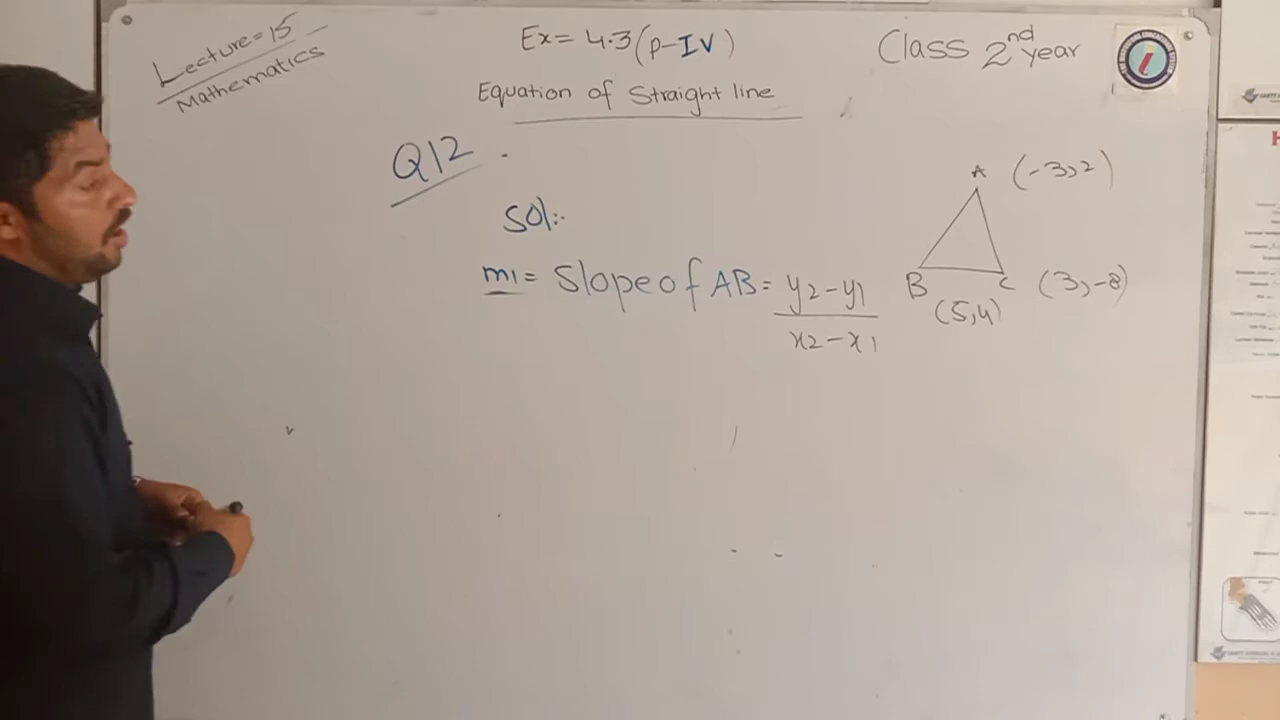 Lecture=15
Mathematics
Ex= 4.3(P-IV)
Equation of Straight line
Class 2nd year
Q12.
Sol:-
A (-3,2)
B
(5,4)
C (3,-8)
m1 = Slope of AB = y2-y1
x2-x1